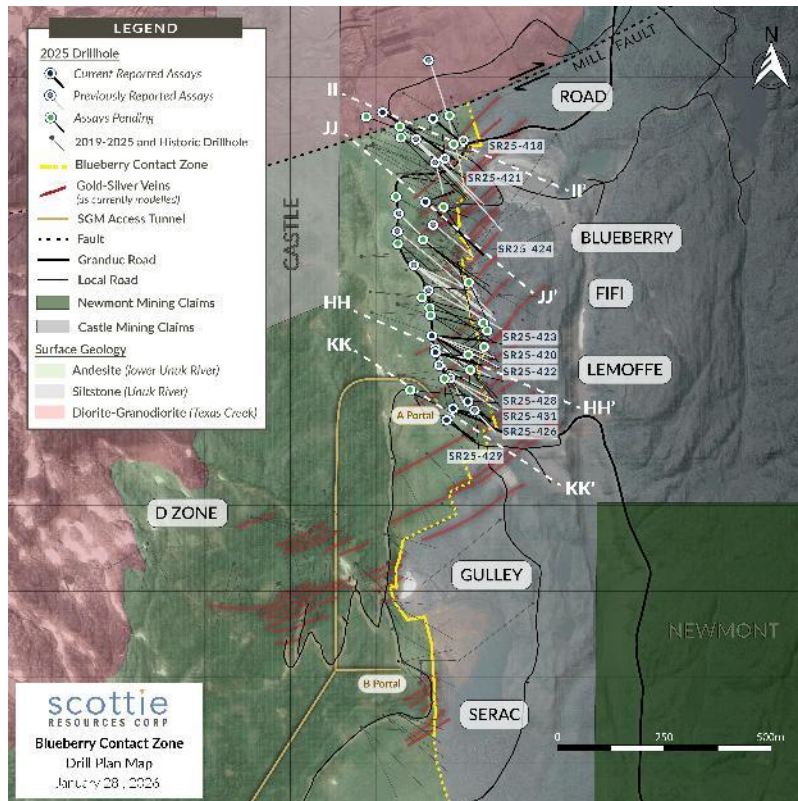 LEGEND
2025 Drillhole
Current Reported Assays
Previously Reported Assays
Assays Pending
2019-2025 and Historic Drillhole
Blueberry Contact Zone
Gold-Silver Veins
(as currently modelled)
SGM Access Tunnel
Fault
Granduc Road
Local Road
Newmont Mining Claims
Castle Mining Claims
Surface Geology
Andesite (lower Unuk River)
Siltstone (Unuk River)
Diorite-Granodiorite (Texas Creek)
N
MILL FAULT
ROAD
II
JJ
SR25-418
SR25-421
II'
CASTLE
BLUEBERRY
SR25-424
FIFI
JJ'
HH
KK
SR25-423
SR25-420
SR25-422
LEMOFFE
SR25-428
HH'
A Portal
SR25-431
SR25-426
SR25-429
KK'
D ZONE
GULLEY
NEWMONT
B Portal
SERAC
0 250 500m
scottie
RESOURCES CORP
Blueberry Contact Zone
Drill Plan Map
January 28, 2026